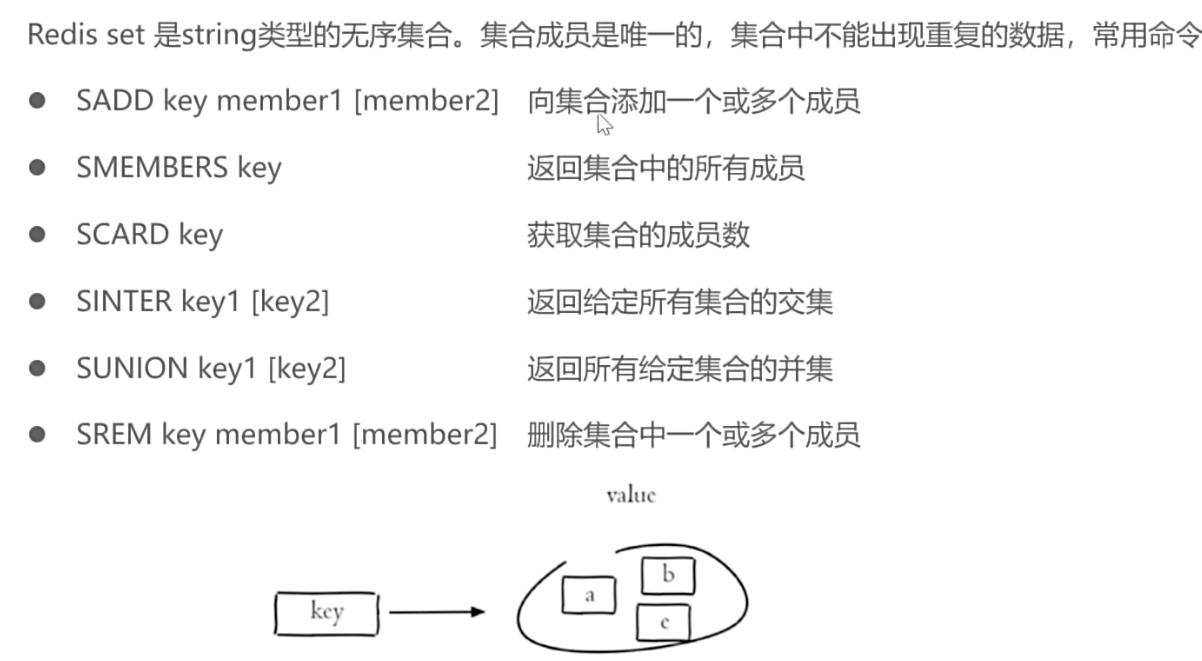 Redis set 是string类型的无序集合。集合成员是唯一的，集合中不能出现重复的数据，常用命令
● SADD key member1 [member2] 向集合添加一个或多个成员
● SMEMBERS key 返回集合中的所有成员
● SCARD key 获取集合的成员数
● SINTER key1 [key2] 返回给定所有集合的交集
● SUNION key1 [key2] 返回所有给定集合的并集
● SREM key member1 [member2] 删除集合中一个或多个成员
value
b
a
key
c